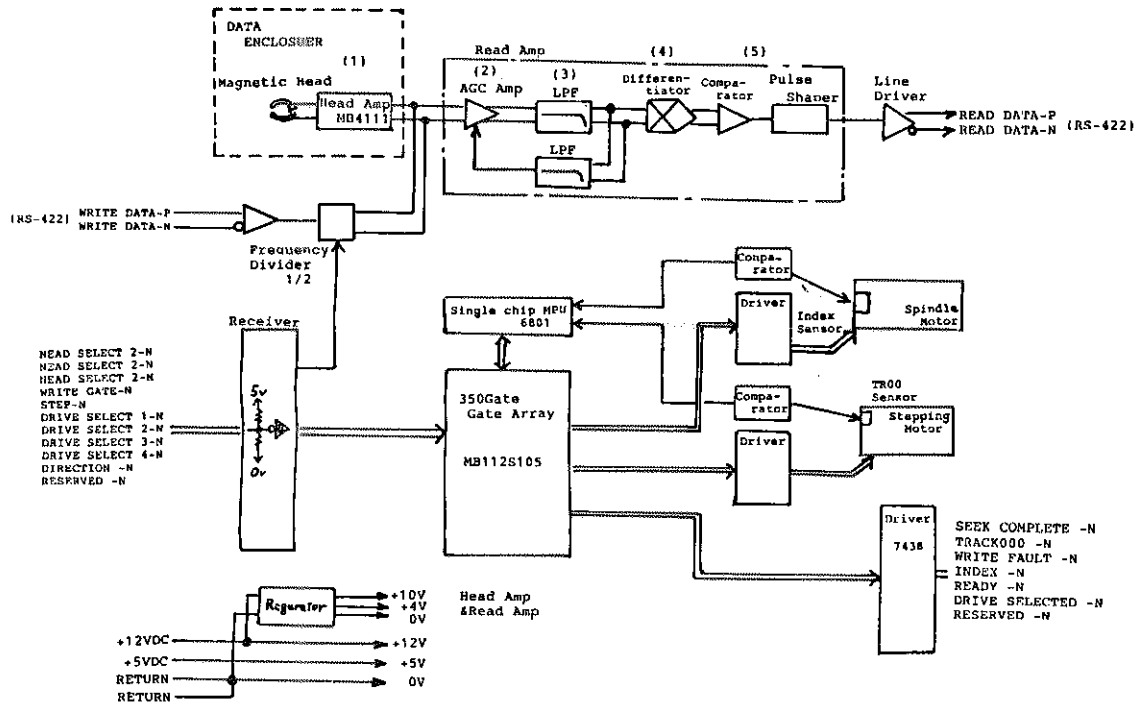 DATA
ENCLOSUER
(1)
Magnetic Head
Head Amp
MB4111
Read Amp
(2)
AGC Amp
(3)
LPF
LPF
(4)
Differen-
tiator
(5)
Compa-
rator
Pulse
Shaper
Line
Driver
READ DATA-P
READ DATA-N
(RS-422)
(RS-422)
WRITE DATA-P
WRITE DATA-N
Frequency
Divider
1/2
Receiver
5v
0v
HEAD SELECT 2-N
HEAD SELECT 2-N
HEAD SELECT 2-N
WRITE GATE-N
STEP-N
DRIVE SELECT 1-N
DRIVE SELECT 2-N
DRIVE SELECT 3-N
DRIVE SELECT 4-N
DIRECTION -N
RESERVED -N
Single chip MPU
6801
350Gate
Gate Array
MB112S105
Compa-
rator
Driver
Index
Sensor
Spindle
Motor
Compa-
rator
Driver
TR00
Sensor
Stepping
Motor
Driver
7438
SEEK COMPLETE -N
TRACK000 -N
WRITE FAULT -N
INDEX -N
READY -N
DRIVE SELECTED -N
RESERVED -N
Regurator
+10V
+4V
0V
Head Amp
&Read Amp
+12VDC
+12V
+5VDC
+5V
RETURN
0V
RETURN